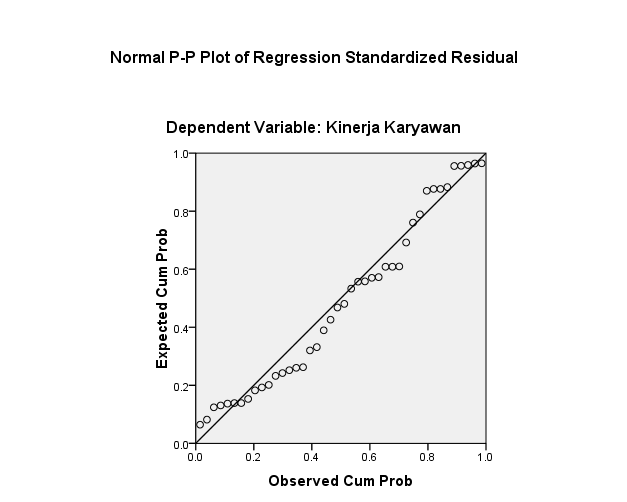 Normal P-P Plot of Regression Standardized Residual
Dependent Variable: Kinerja Karyawan
Expected Cum Prob
1.0
0.8
0.6
0.4
0.2
0.0
0.0 0.2 0.4 0.6 0.8 1.0
Observed Cum Prob